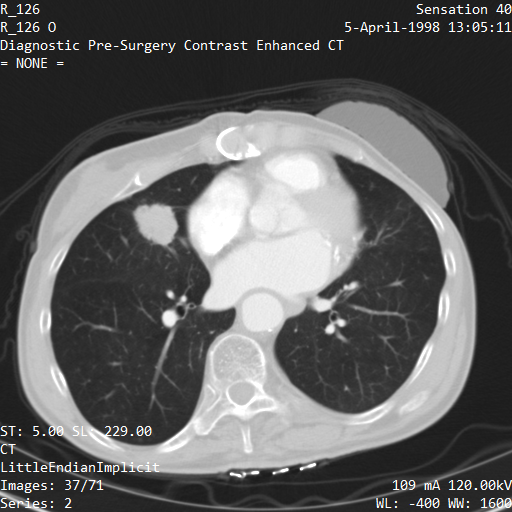 R_126
Sensation 40
R_126 O
5-April-1998 13:05:11
Diagnostic Pre-Surgery Contrast Enhanced CT
= NONE =
ST: 5.00 SL: 229.00
CT
LittleEndianImplicit
Images: 37/71
109 mA 120.00kV
Series: 2
WL: -400 WW: 1600